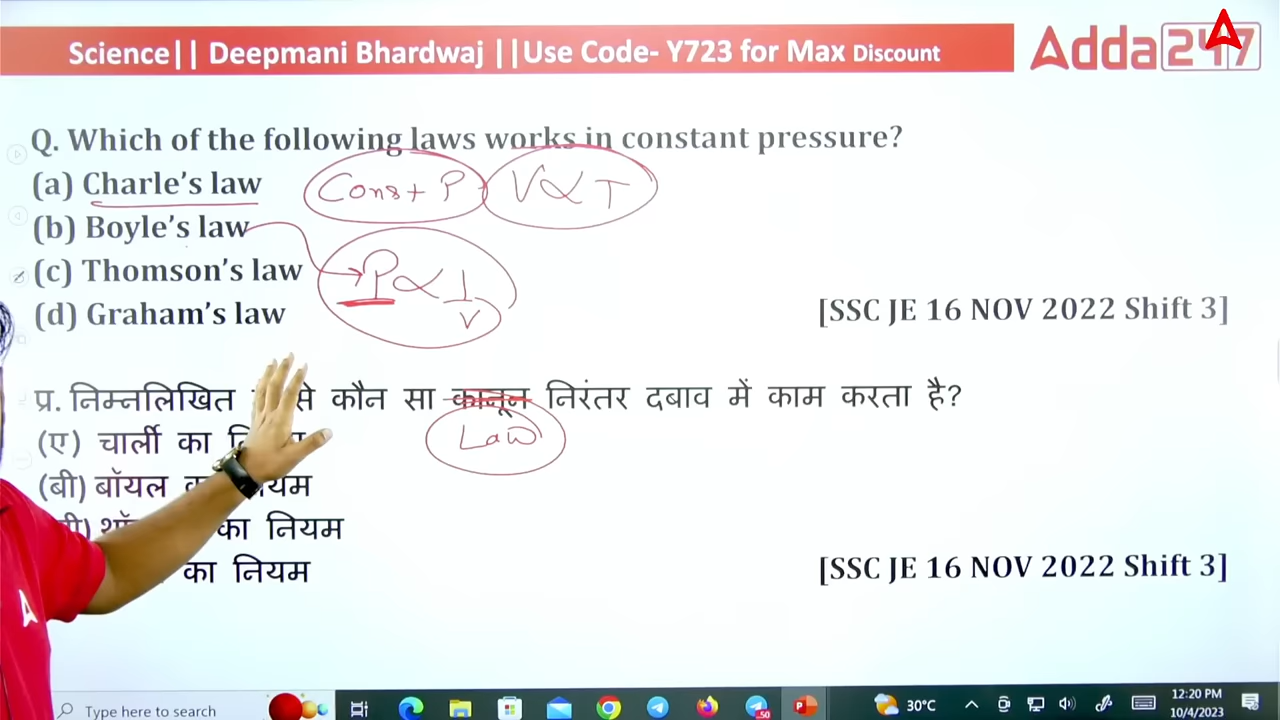 Science|| Deepmani Bhardwaj ||Use Code- Y723 for Max Discount
Adda247
Q. Which of the following laws works in constant pressure?
(a) Charle's law Const P V∝T
(b) Boyle's law
(c) Thomson's law P∝1/V
(d) Graham's law
[SSC JE 16 NOV 2022 Shift 3]
प्र. निम्नलिखित से कौन सा कानून निरंतर दबाव में काम करता है?
Law
(ए) चार्ली का
(बी) बॉयल
का नियम
का नियम
[SSC JE 16 NOV 2022 Shift 3]
Type here to search
50
30°C
12:20 PM
10/4/2023